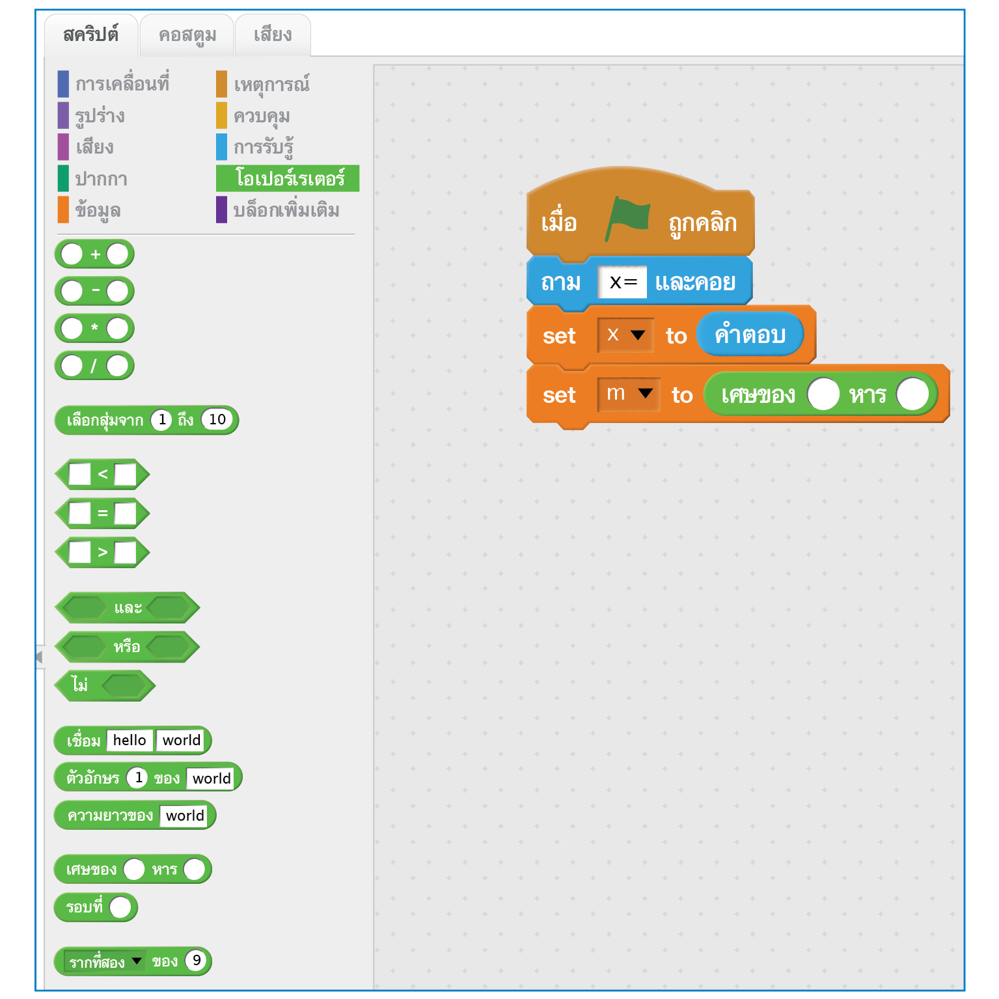 สคริปต์ คอสตูม เสียง
การเคลื่อนที่ เหตุการณ์
รูปร่าง ควบคุม
เสียง การรับรู้
ปากกา โอเปอร์เรเตอร์
ข้อมูล บล็อกเพิ่มเติม
+
-
*
/
เลือกสุ่มจาก 1 ถึง 10
<
=
>
และ
หรือ
ไม่
เชื่อม hello world
ตัวอักษร 1 ของ world
ความยาวของ world
เศษของ หาร
รอบที่
รากที่สอง ของ 9
เมื่อ ถูกคลิก
ถาม x= และคอย
set x to คำตอบ
set m to เศษของ หาร